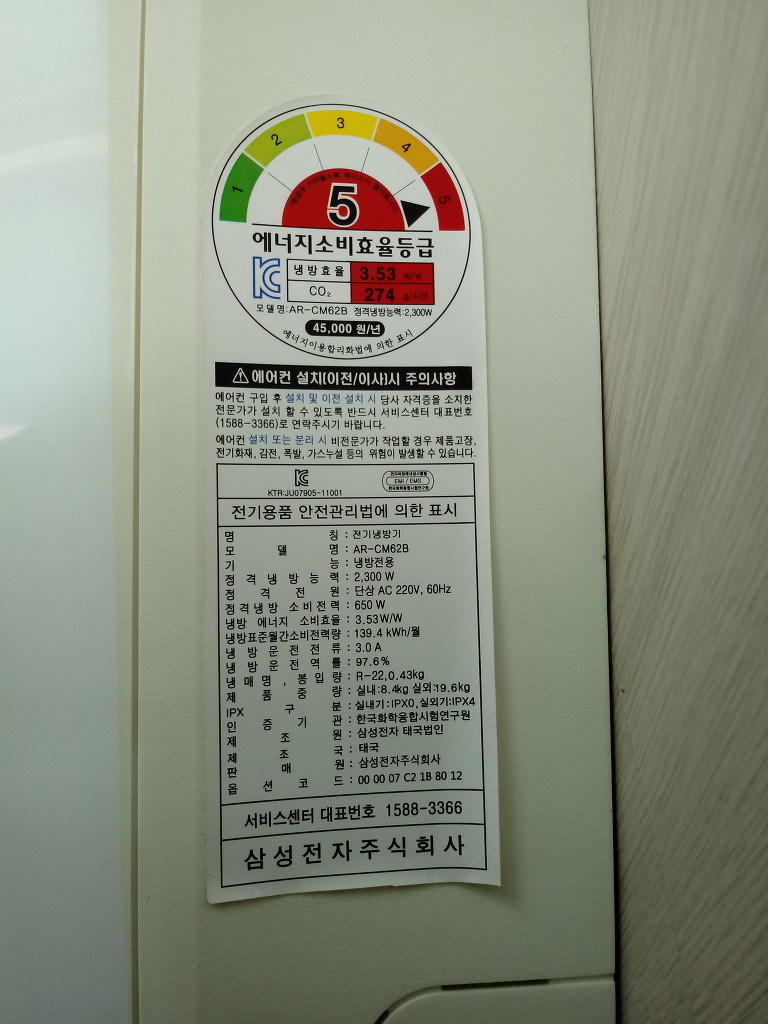 1
2
3
4
5
5
에너지소비효율등급
냉방효율 3.53 W/W
CO₂ 274 g/시간
모델명:AR-CM62B 정격냉방능력:2,300W
45,000 원/년
에너지이용합리화법에 의한 표시
에어컨 설치(이전/이사)시 주의사항
에어컨 구입 후 설치 및 이전 설치 시 당사 자격증을 소지한
전문가가 설치 할 수 있도록 반드시 서비스센터 대표번호
(1588-3366)로 연락주시기 바랍니다.
에어컨 설치 또는 분리 시 비전문가가 작업할 경우 제품고장,
전기화재, 감전, 폭발, 가스누설 등의 위험이 발생할 수 있습니다.
KTR:JU07905-11001
EMI / EMS
전기용품 안전관리법에 의한 표시
명 칭 : 전기냉방기
모 델 명 : AR-CM62B
기 능 : 냉방전용
정 격 냉 방 능 력 : 2,300 W
정 격 전 원 : 단상 AC 220V, 60Hz
정격냉방 소비전력 : 650 W
냉방 에너지 소비효율 : 3.53W/W
냉방표준월간소비전력량 : 139.4 kWh/월
냉 방 운 전 전 류 : 3.0 A
냉 방 운 전 역 률 : 97.6%
냉 매 명 , 봉 입 량 : R-22,0.43kg
제 품 중 량 : 실내:8.4kg 실외:19.6kg
IPX 구 분 : 실내기:IPX0,실외기:IPX4
인 증 기 관 : 한국화학융합시험연구원
제 조 원 : 삼성전자 태국법인
제 조 국 : 태국
판 매 원 : 삼성전자주식회사
옵 션 코 드 : 00 00 07 C2 1B 80 12
서비스센터 대표번호 1588-3366
삼성전자주식회사